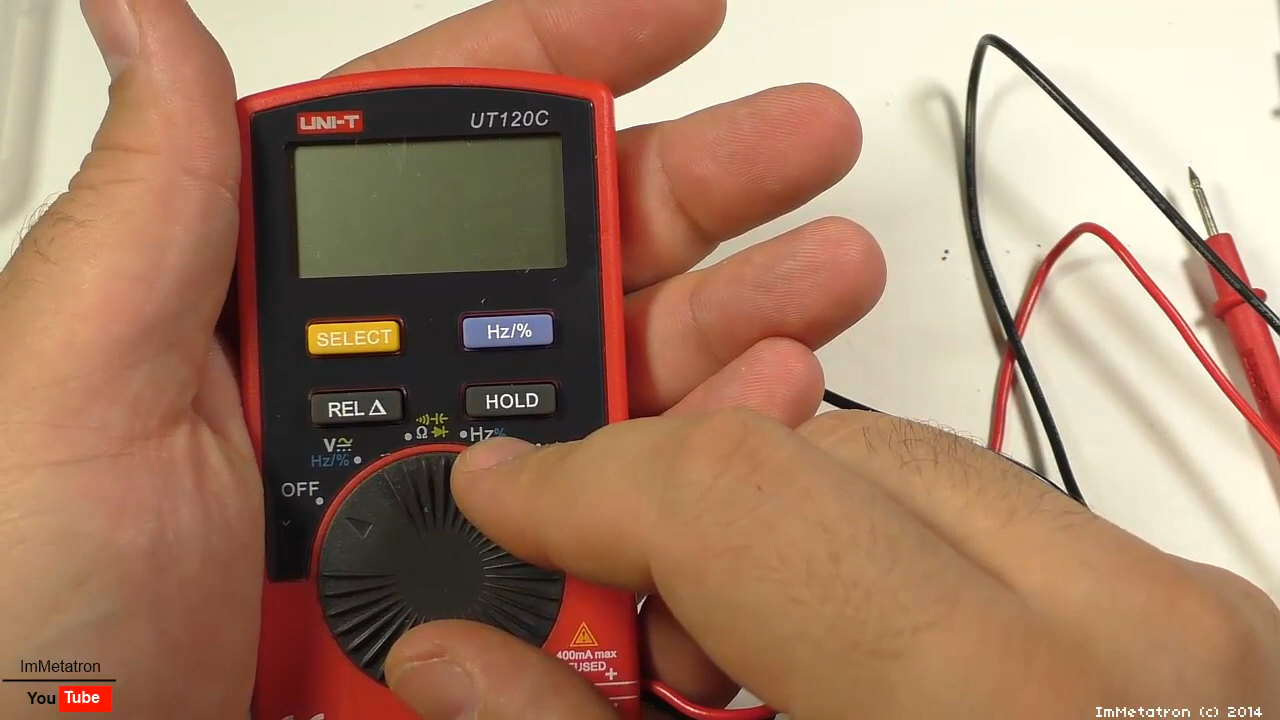 UNI-T
UT120C
SELECT
Hz/%
REL Δ
HOLD
V
Hz/%
Ω
Hz%
OFF
400mA max
FUSED
ImMetatron
YouTube
ImMetatron (c) 2014